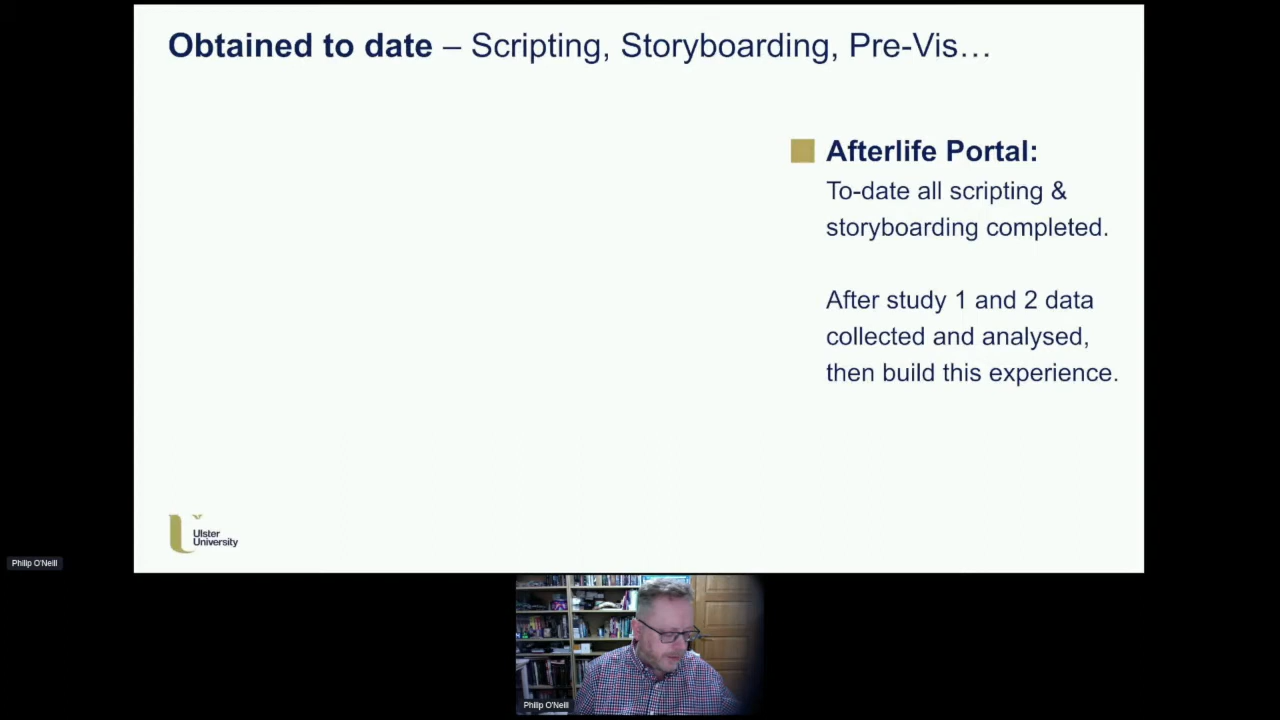 Obtained to date – Scripting, Storyboarding, Pre-Vis…
Afterlife Portal:
To-date all scripting &
storyboarding completed.
After study 1 and 2 data
collected and analysed,
then build this experience.
Ulster
University
Philip O'Neill
Philip O'Neill